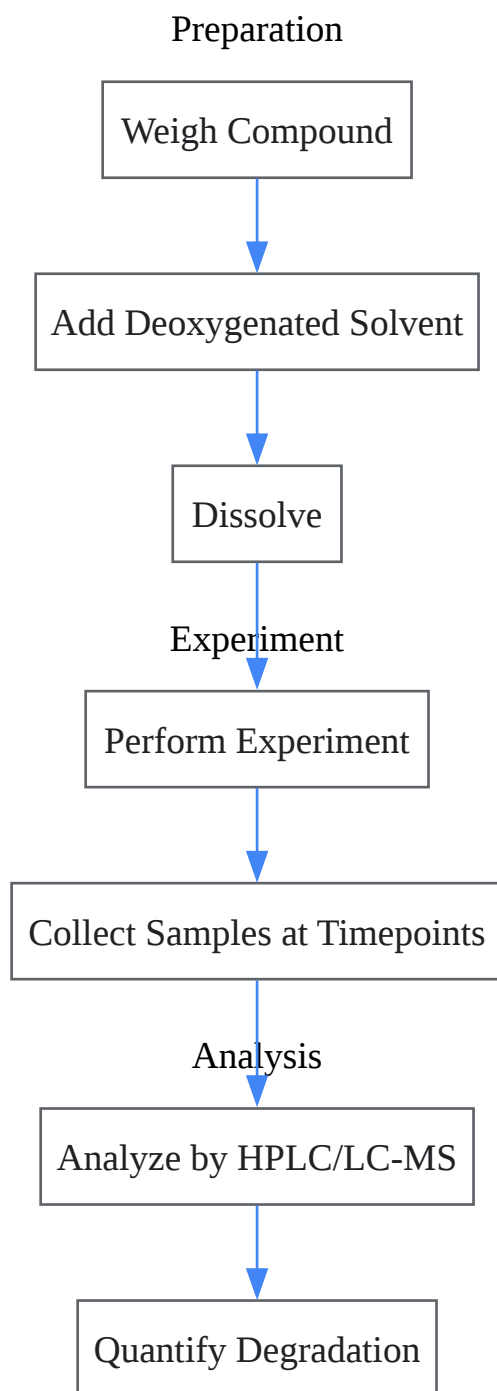 Preparation
Weigh Compound
Add Deoxygenated Solvent
Dissolve
Experiment
Perform Experiment
Collect Samples at Timepoints
Analysis
Analyze by HPLC/LC-MS
Quantify Degradation